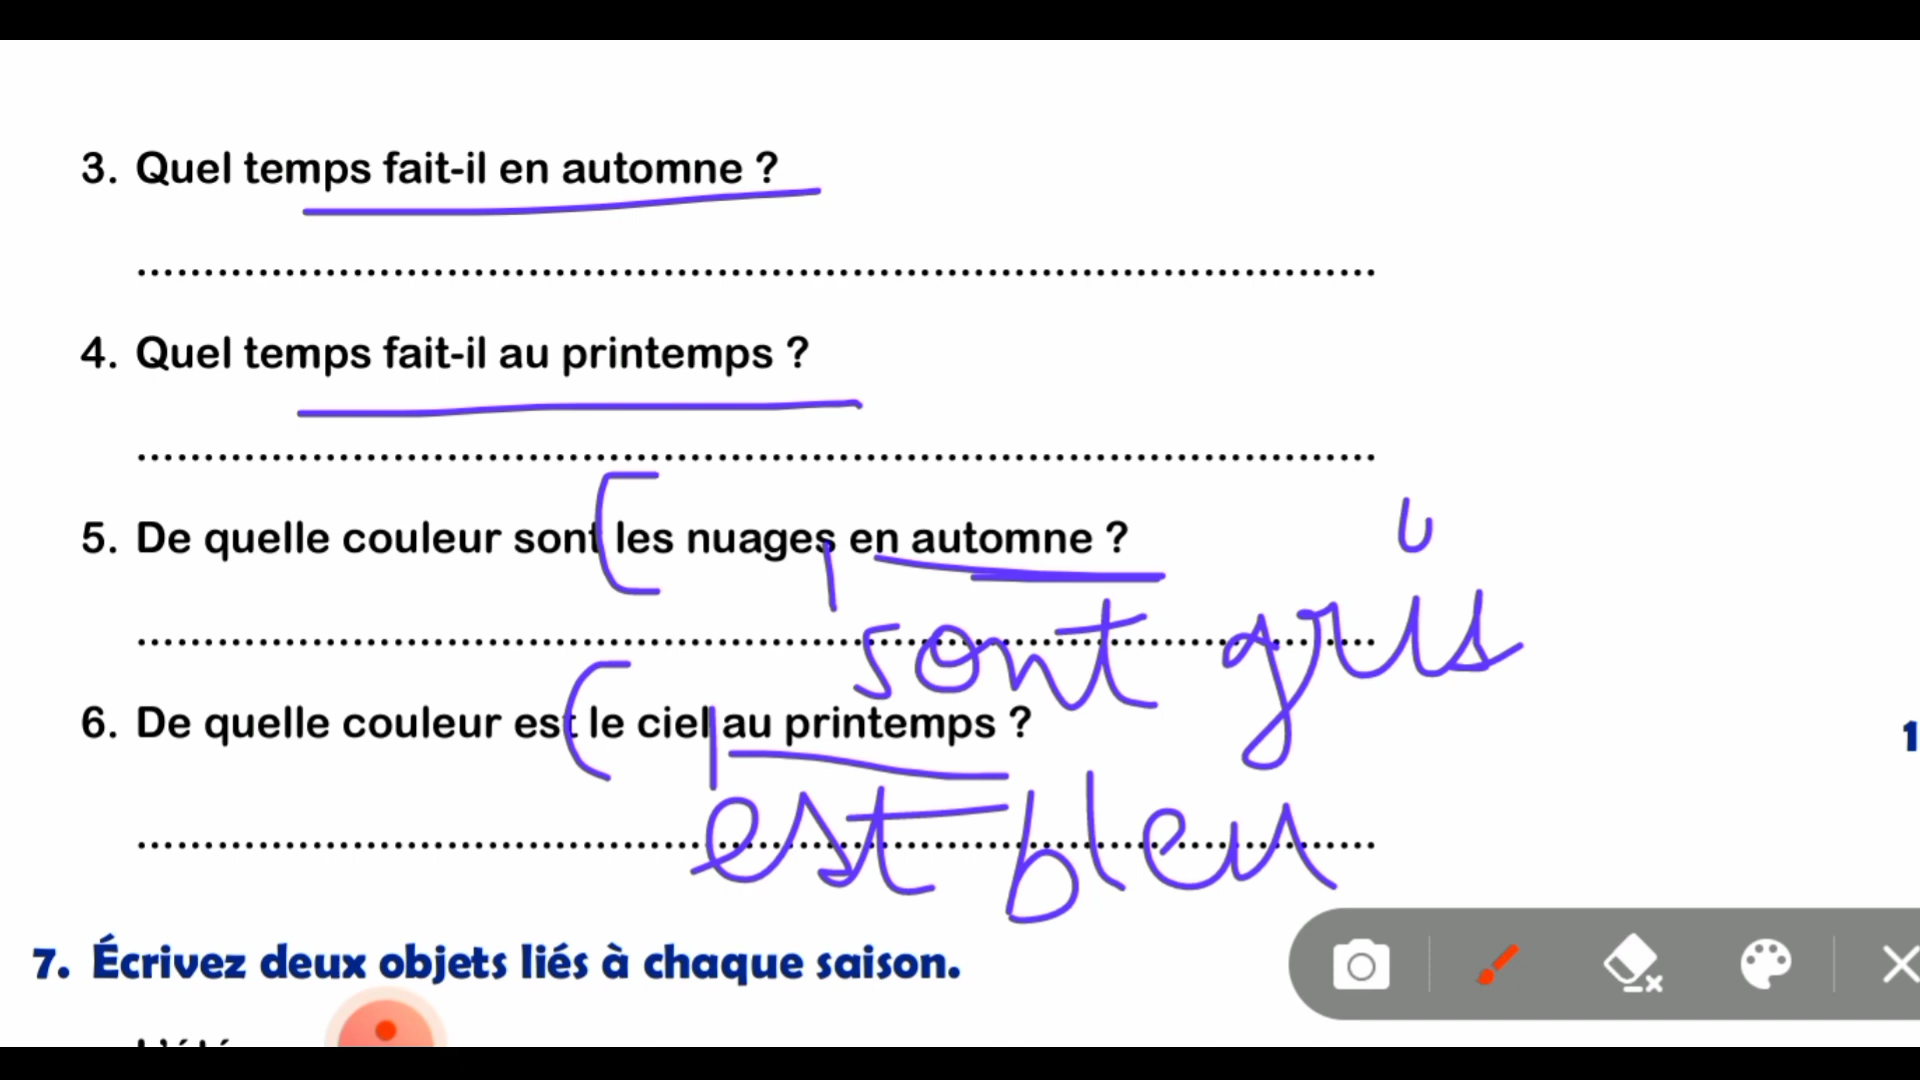 3. Quel temps fait-il en automne ?
4. Quel temps fait-il au printemps ?
5. De quelle couleur sont les nuages en automne ?
sont gris
6. De quelle couleur est le ciel au printemps ?
est bleu
1
7. Écrivez deux objets liés à chaque saison.